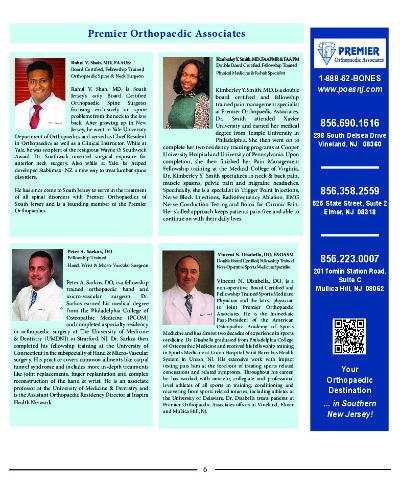 Premier Orthopaedic Associates
Rahul V. Shah, MD, FAAOS
Board Certified, Fellowship Trained
Orthopaedic Spine & Neck Surgeon
Rahul V. Shah, MD, is South
Jersey's only Board Certified
Orthopaedic Spine Surgeon
focusing exclusively on spine
problems from the neck to the low
back. After growing up in New
Jersey, he went to Yale University
Department of Orthopaedics and served as Chief Resident
in Orthopaedics as well as a Clinical Instructor. While at
Yale, he was recipient of the
Award. Dr. Southwick invented surgical exposure for
anterior neck surgery. Also while at Yale, he helped
developed Stabilimax- NZ, a new way to treat lumbar spine
disorders.
He has since come to South Jersey to serve in the treatment
of all spinal disorders with Premier Orthopaedics of
South Jersey and is a founding member of the Premier
Orthopaedics.
Kimberley Y. Smith, MD, FAAPMR & FAAPM
Double Board Certified, Fellowship Trained
Physical Medicine & Rehab Specialist
Kimberley Y. Smith, MD, is a double
board certified and fellowship
trained pain management specialist
at Premier Orthopaedic Associates.
Dr. Smith attended Xavier
University and earned her medical
degree from Temple University in
Philadelphia. She then went on to
complete her two residency training programs at Cooper
University Hospital and University of Pennsylvania. Upon
completion, she then finished her Pain Management
Fellowship training at the Medical College of Virginia.
Dr. Kimberley Y. Smith specializes in neck & back pain,
muscle spasms, pelvic pain and migraine headaches.
Specifically, she is a specialist in Trigger Point Injections,
Nerve Block Injections, Radiofrequency Ablation, EMG
Nerve Conduction Testing and Botox for Chronic Pain.
Her skilled approach keeps patients pain free and able to
continue on with their daily lives.
Peter A. Sarkos, DO
Fellowship Trained
Hand, Wrist & Micro-Vascular Surgeon
Peter A. Sarkos, DO, is a fellowship
trained orthopaedic hand and
micro-vascular surgeon. Dr.
Sarkos earned his medical degree
from the Philadelphia College of
Osteopathic Medicine (PCOM)
and completed a specialty residency
in orthopaedic surgery at The University of Medicine
& Dentistry (UMDNJ) in Stratford, NJ. Dr. Sarkos then
completed his fellowship training at the University of
Connecticut in the subspecialty of Hand & Micro-Vascular
surgery. His practice covers common ailments like carpal
tunnel syndrome and includes more in-depth treatments
like joint replacements, finger replantation and complex
reconstruction of the hand & wrist. He is an associate
professor at the University of Medicine & Dentistry and
is the Assistant Orthopaedic Residency Director at Inspira
Health Network.
Vincent N. Disabella, DO, FAOASM
Double Board Certified, Fellowship Trained
Non-Operative Sports Medicine Specialist
Vincent N. Disabella, DO, is a
non-operative Board Certified and
Fellowship Trained Sports Medicine
Physician and the latest physician
to join Premier Orthopaedic
Associates. He is the Immediate
Past-President of the American
Osteopathic Academy of Sports
Medicine and has almost two decades of experience in sports
medicine. Dr. Disabella graduated from Philadelphia College
of Osteopathic Medicine and received his fellowship training
in Sports Medicine at Union Hospital Saint Barnabas Health
System in Union, NJ. His extensive work with impact
testing puts him at the forefront of treating sports related
concussions and related symptoms. Throughout his career
he has worked with amateur, collegiate and professional
level athletes of all sports in training, conditioning and
recovering from sports related injuries, including athletes at
the University of Delaware. Dr. Disabella treats patients at
Premier Orthopaedic Associates offices in Vineland, Elmer
and Mullica Hill, NJ.
PREMIER
Orthopaedic Associates
1-888-62-BONES
www.poasnj.com
856.690.1616
298 South Delsea Drive
Vineland, NJ 08360
856.358.2559
525 State Street, Suite 2
Elmer, NJ 08318
856.223.0007
201 Tomlin Station Road,
Suite C
Mullica Hill, NJ 08062
Your
Orthopaedic
Destination
... in Southern
New Jersey!
6